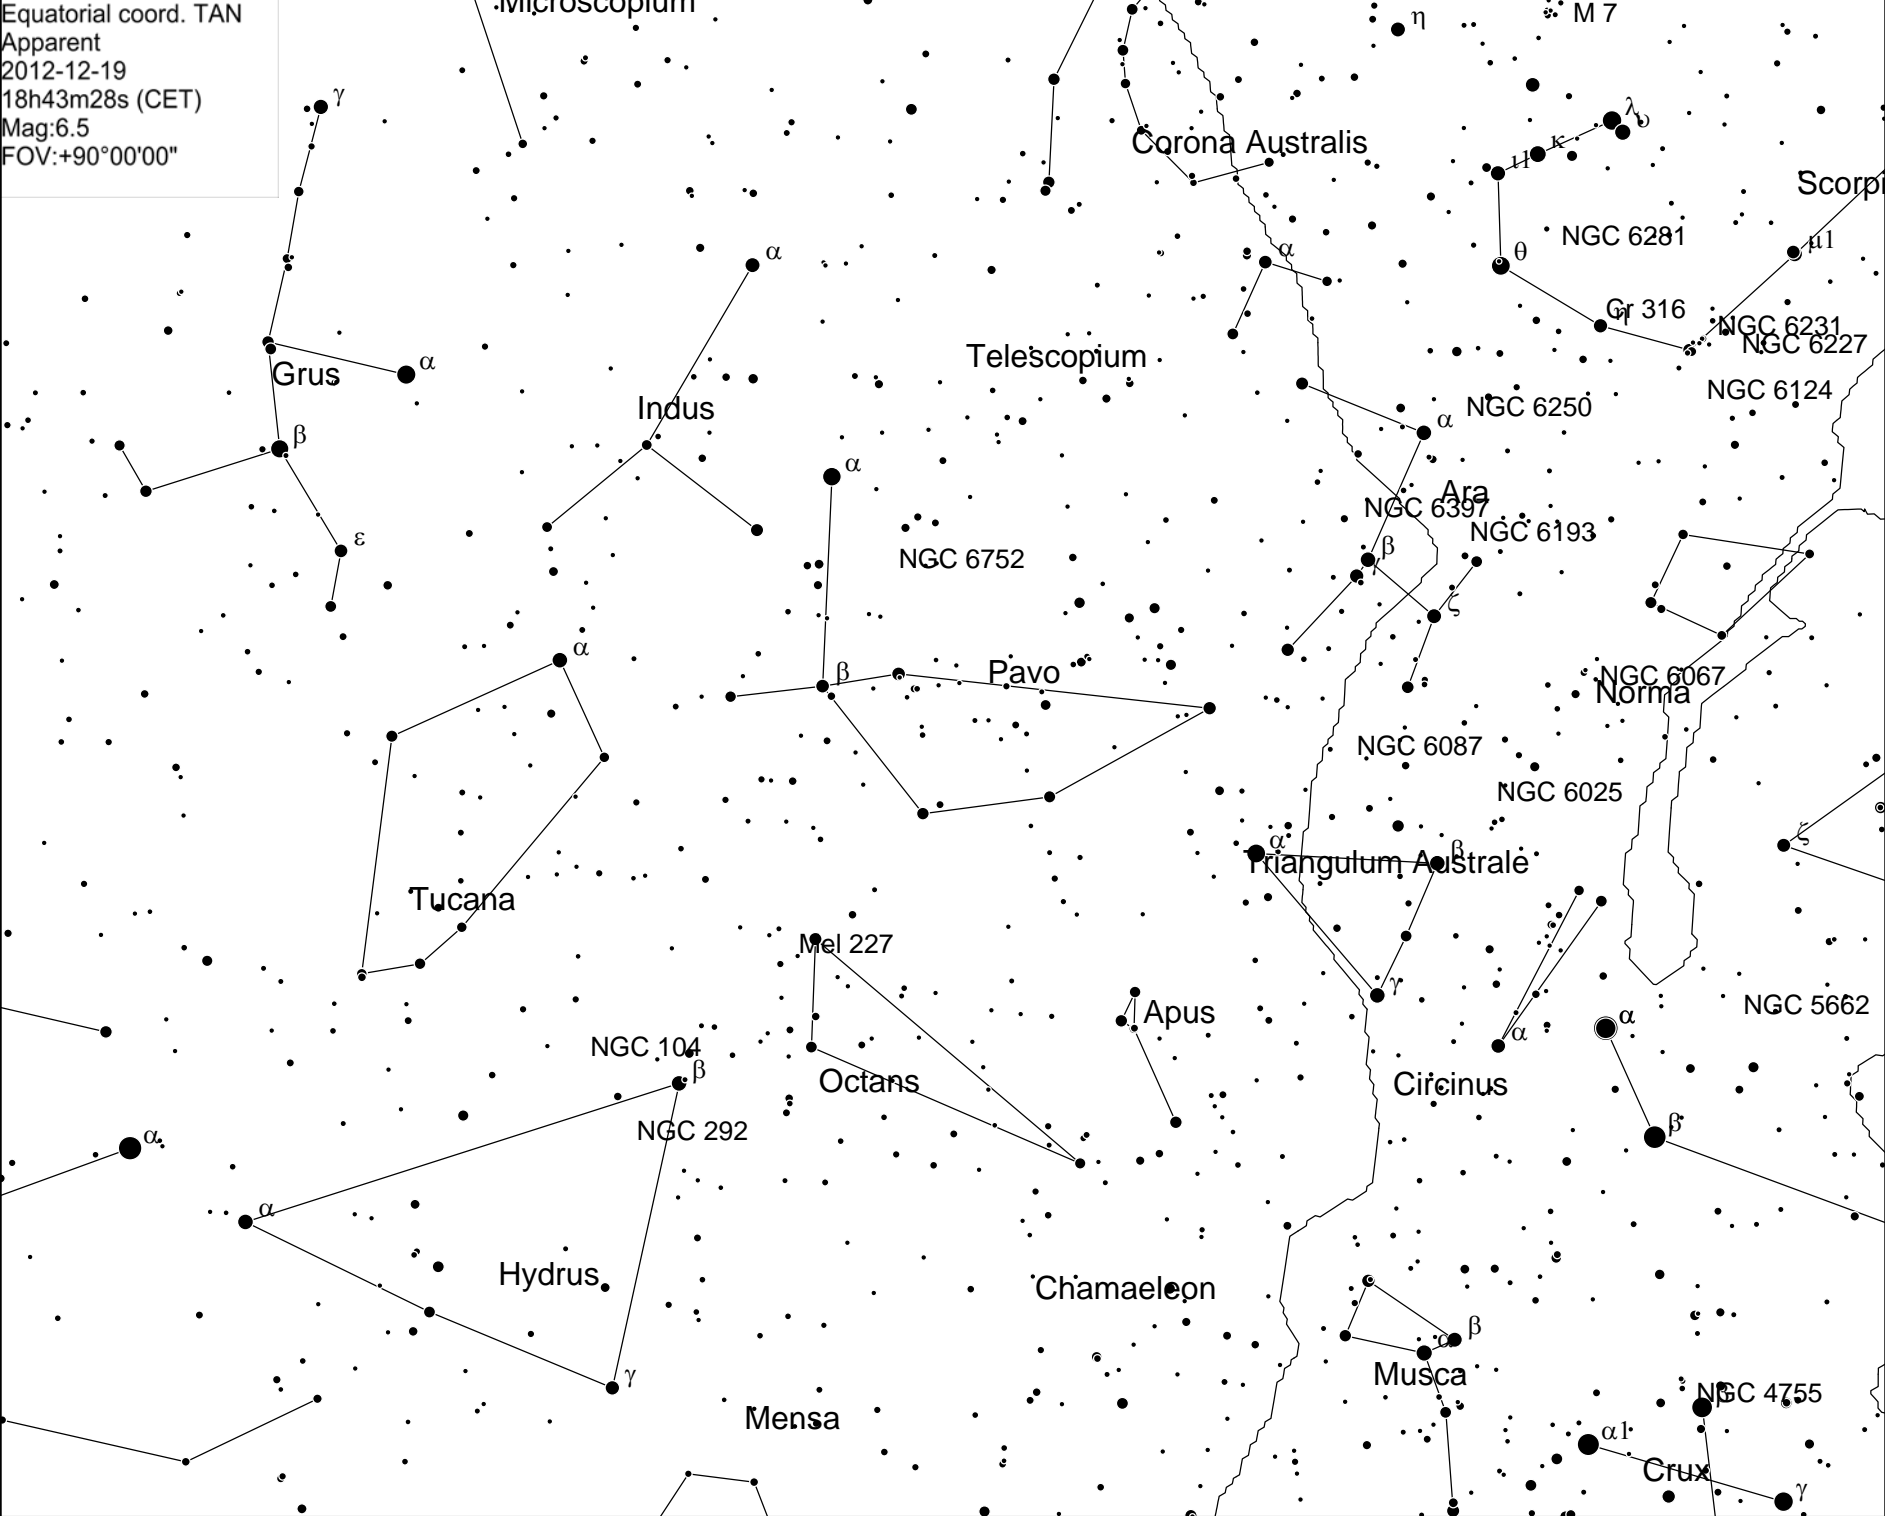 Equatorial coord. TAN
Apparent
2012-12-19
18h43m28s (CET)
Mag:6.5
FOV:+90°00'00"
Microscopium
η
M 7
γ
λ
υ
Corona Australis
κ
ι1
Scorpi
NGC 6281
μ1
α
α
θ
Gr 316
η
NGC 6231
NGC 6227
Telescopium
Grus
α
NGC 6124
Indus
NGC 6250
α
β
α
Ara
NGC 6397
NGC 6193
ε
β
γ
NGC 6752
ζ
α
β
Pavo
NGC 6067
Norma
NGC 6087
NGC 6025
ζ
α
β
Triangulum Australe
Tucana
Mel 227
γ
Apus
NGC 5662
α
α
NGC 104
β
Octans
Circinus
NGC 292
α
β
α
Hydrus
Chamaeleon
β
α
γ
Musca
Mensa
β
NGC 4755
α1
Crux
γ